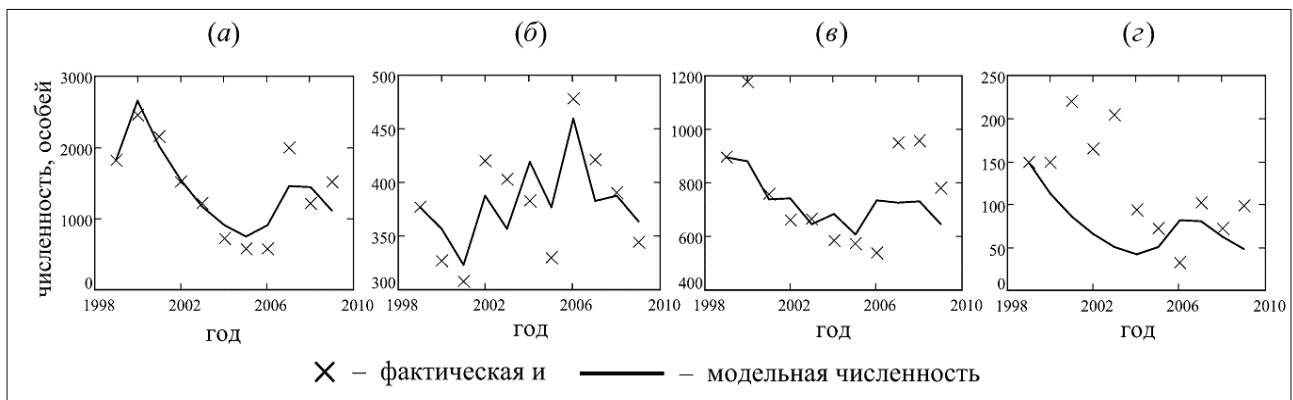 (а) (б) (в) (г)
численность, особей
3000
2000
1000
0
1998 2002 2006 2010
год
500
450
400
350
300
1998 2002 2006 2010
год
1200
1000
800
600
400
1998 2002 2006 2010
год
250
200
150
100
50
0
1998 2002 2006 2010
год
× – фактическая и — – модельная численность